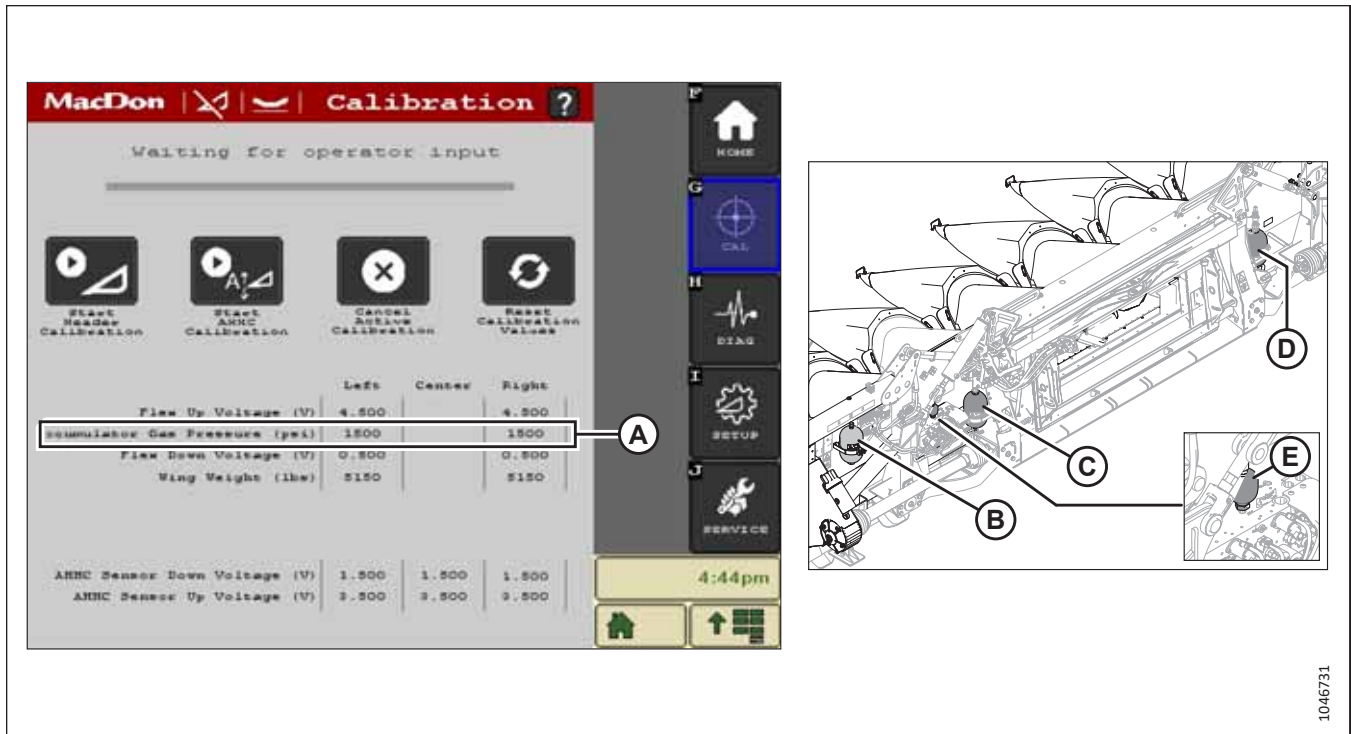 MacDon Calibration ?
Waiting for operator input
Start Header Calibration
Start AHHC Calibration
Cancel Active Calibration
Reset Calibration Values
Left Center Right
Flex Up Voltage (V) 4.500 4.500
ccumulator Gas Pressure (psi) 1500 1500
Flex Down Voltage (V) 0.500 0.500
Wing Weight (lbs) 5150 5150
AHHC Sensor Down Voltage (V) 1.500 1.500 1.500
AHHC Sensor Up Voltage (V) 3.500 3.500 3.500
F
HOME
G
CAL
H
DIAG
I
SETUP
J
SERVICE
4:44pm
A
B
C
D
E
1046731